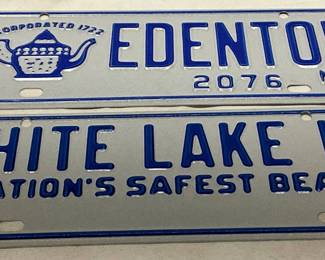 CORPORATED 1722
EDENTO
2076
HITE LAKE
ATION'S SAFEST BEA